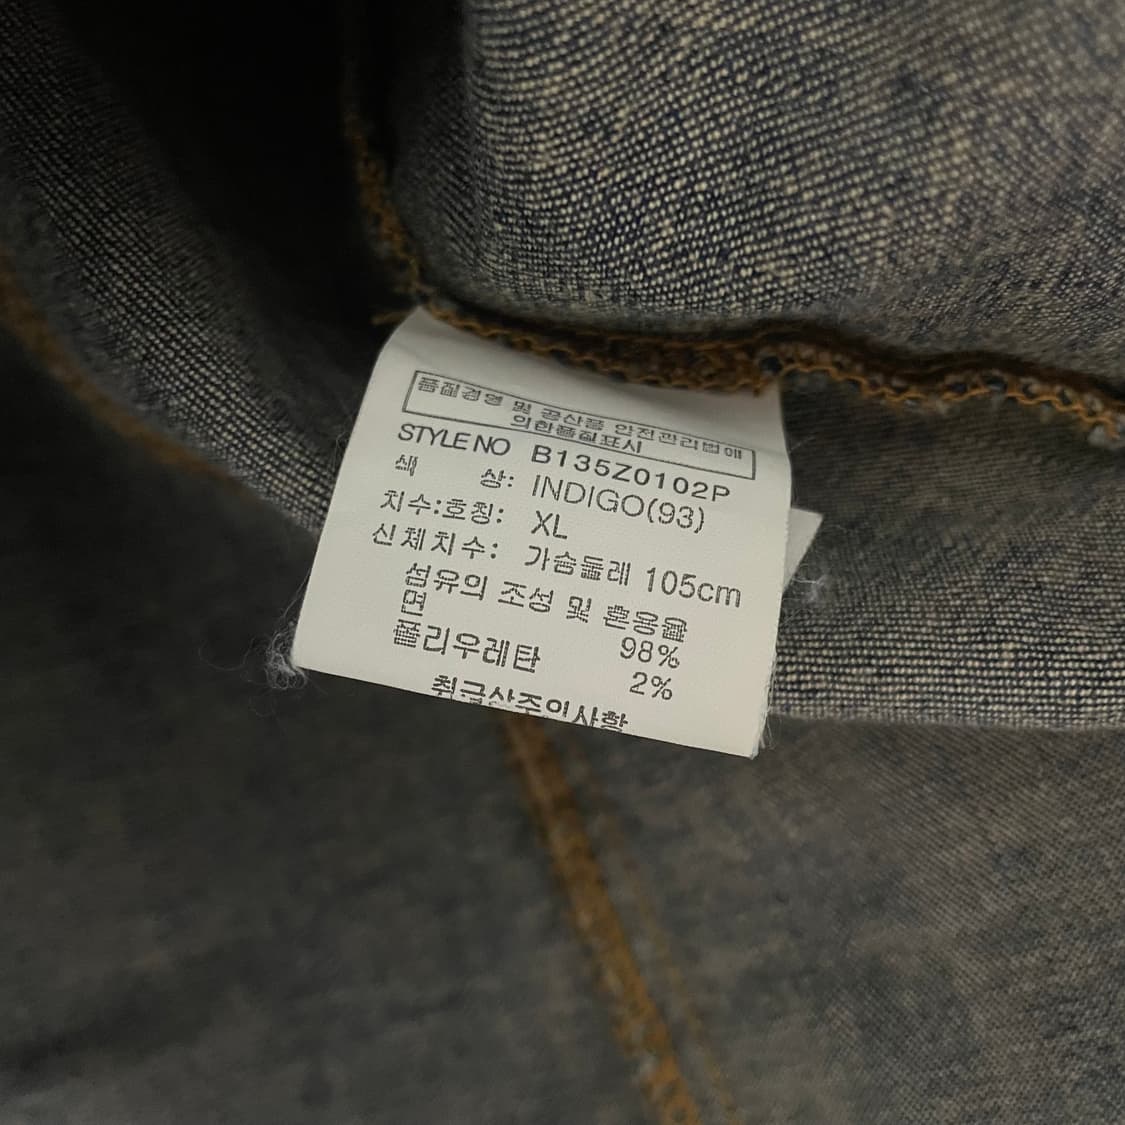 품질경영 및 공산품 안전관리법에
의한품질표시
STYLE NO B135Z0102P
색 상: INDIGO(93)
치수:호칭: XL
신체치수: 가슴둘레 105cm
섬유의 조성 및 혼용율
면 98%
폴리우레탄 2%
취급상주의사항